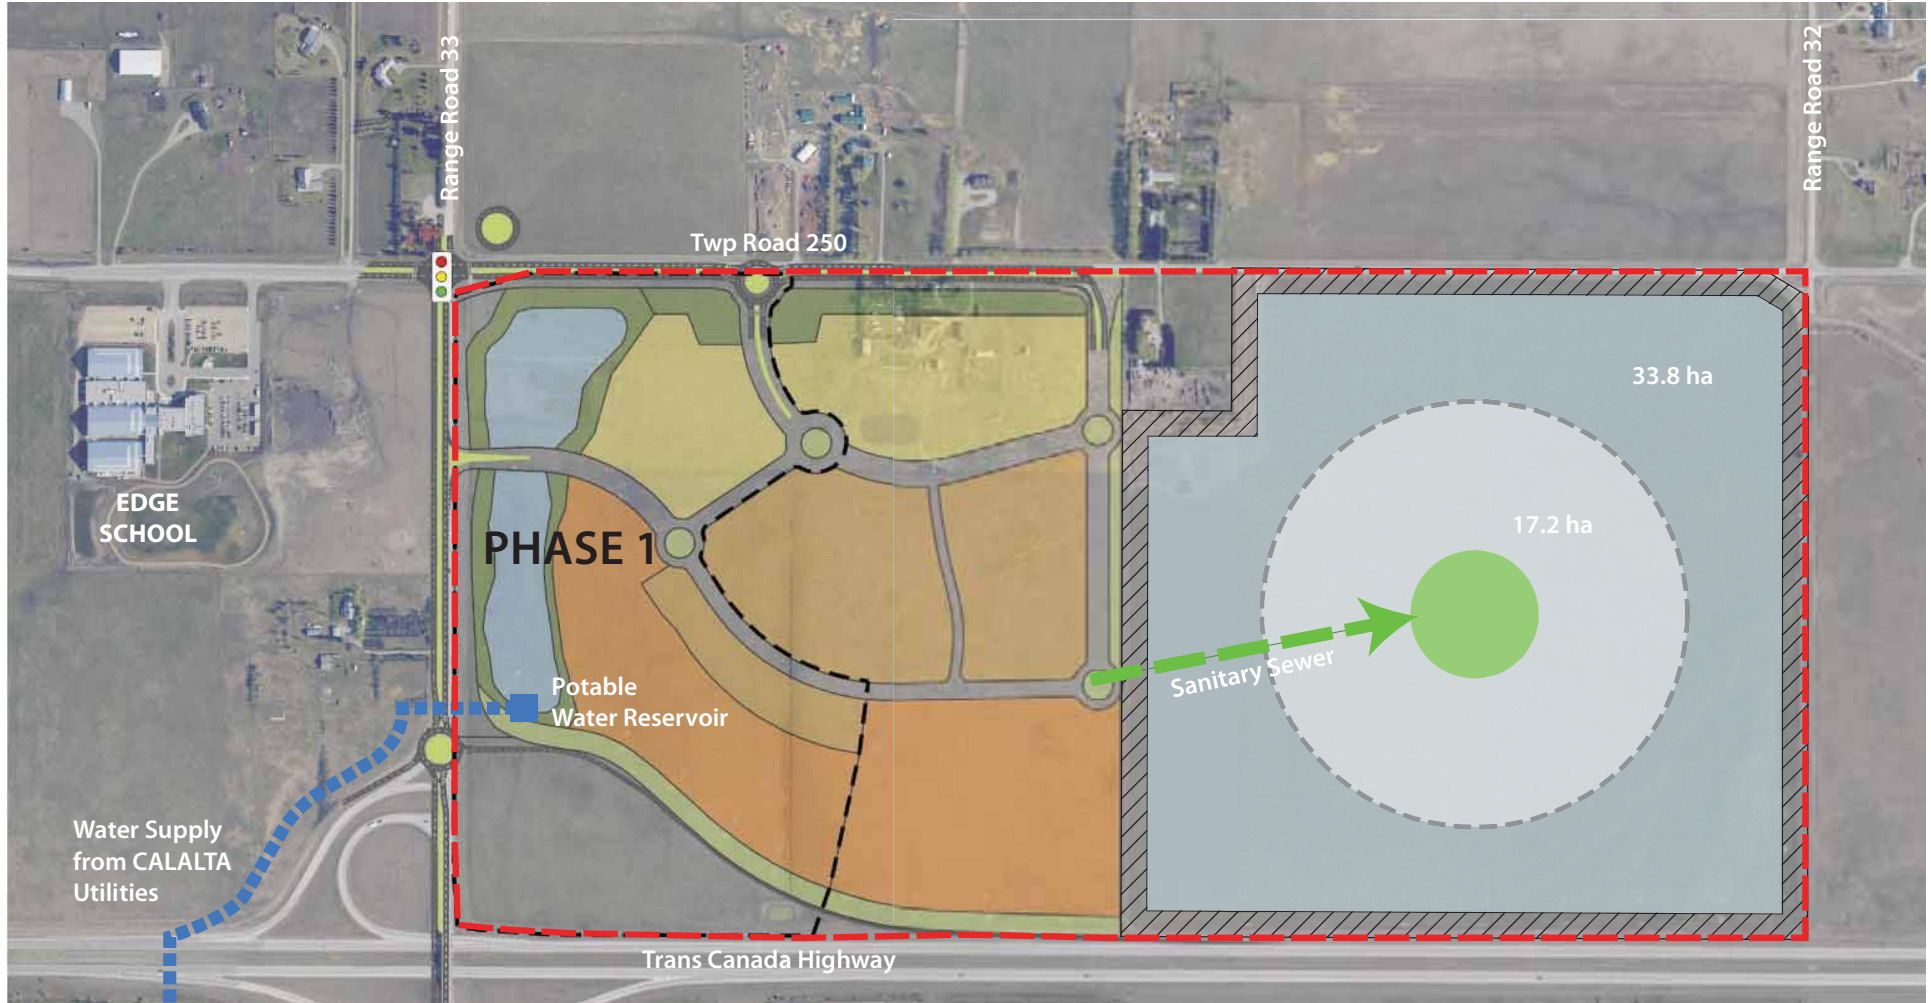 Range Road 33
Range Road 32
Twp Road 250
33.8 ha
17.2 ha
EDGE
SCHOOL
PHASE 1
Sanitary Sewer
Potable
Water Reservoir
Water Supply
from CALALTA
Utilities
Trans Canada Highway